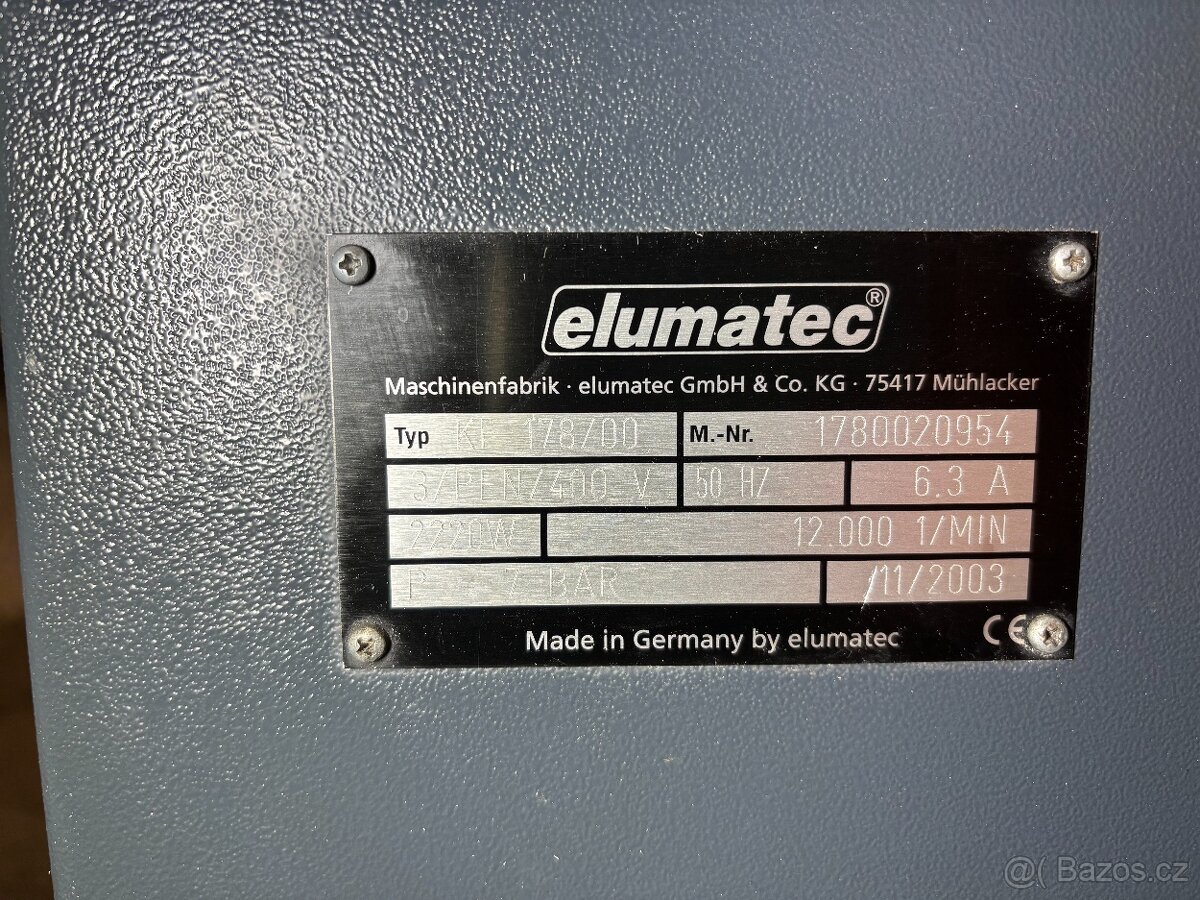 elumatec®
Maschinenfabrik · elumatec GmbH & Co. KG · 75417 Mühlacker
Typ KF 178/00 M.-Nr. 1780020954
3/PEN/400 V 50 HZ 6.3 A
2220W 12.000 1/MIN
P 7 BAR /11/2003
Made in Germany by elumatec CE
@( Bazos.cz